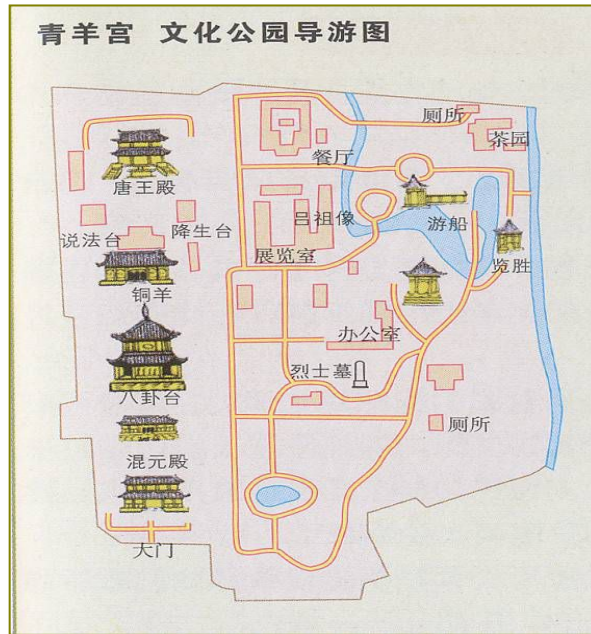 青羊宫 文化公园导游图
厕所
茶园
餐厅
唐王殿
吕祖像
游船
说法台
降生台
展览室
览胜
铜羊
办公室
烈士墓
八卦台
厕所
混元殿
大门